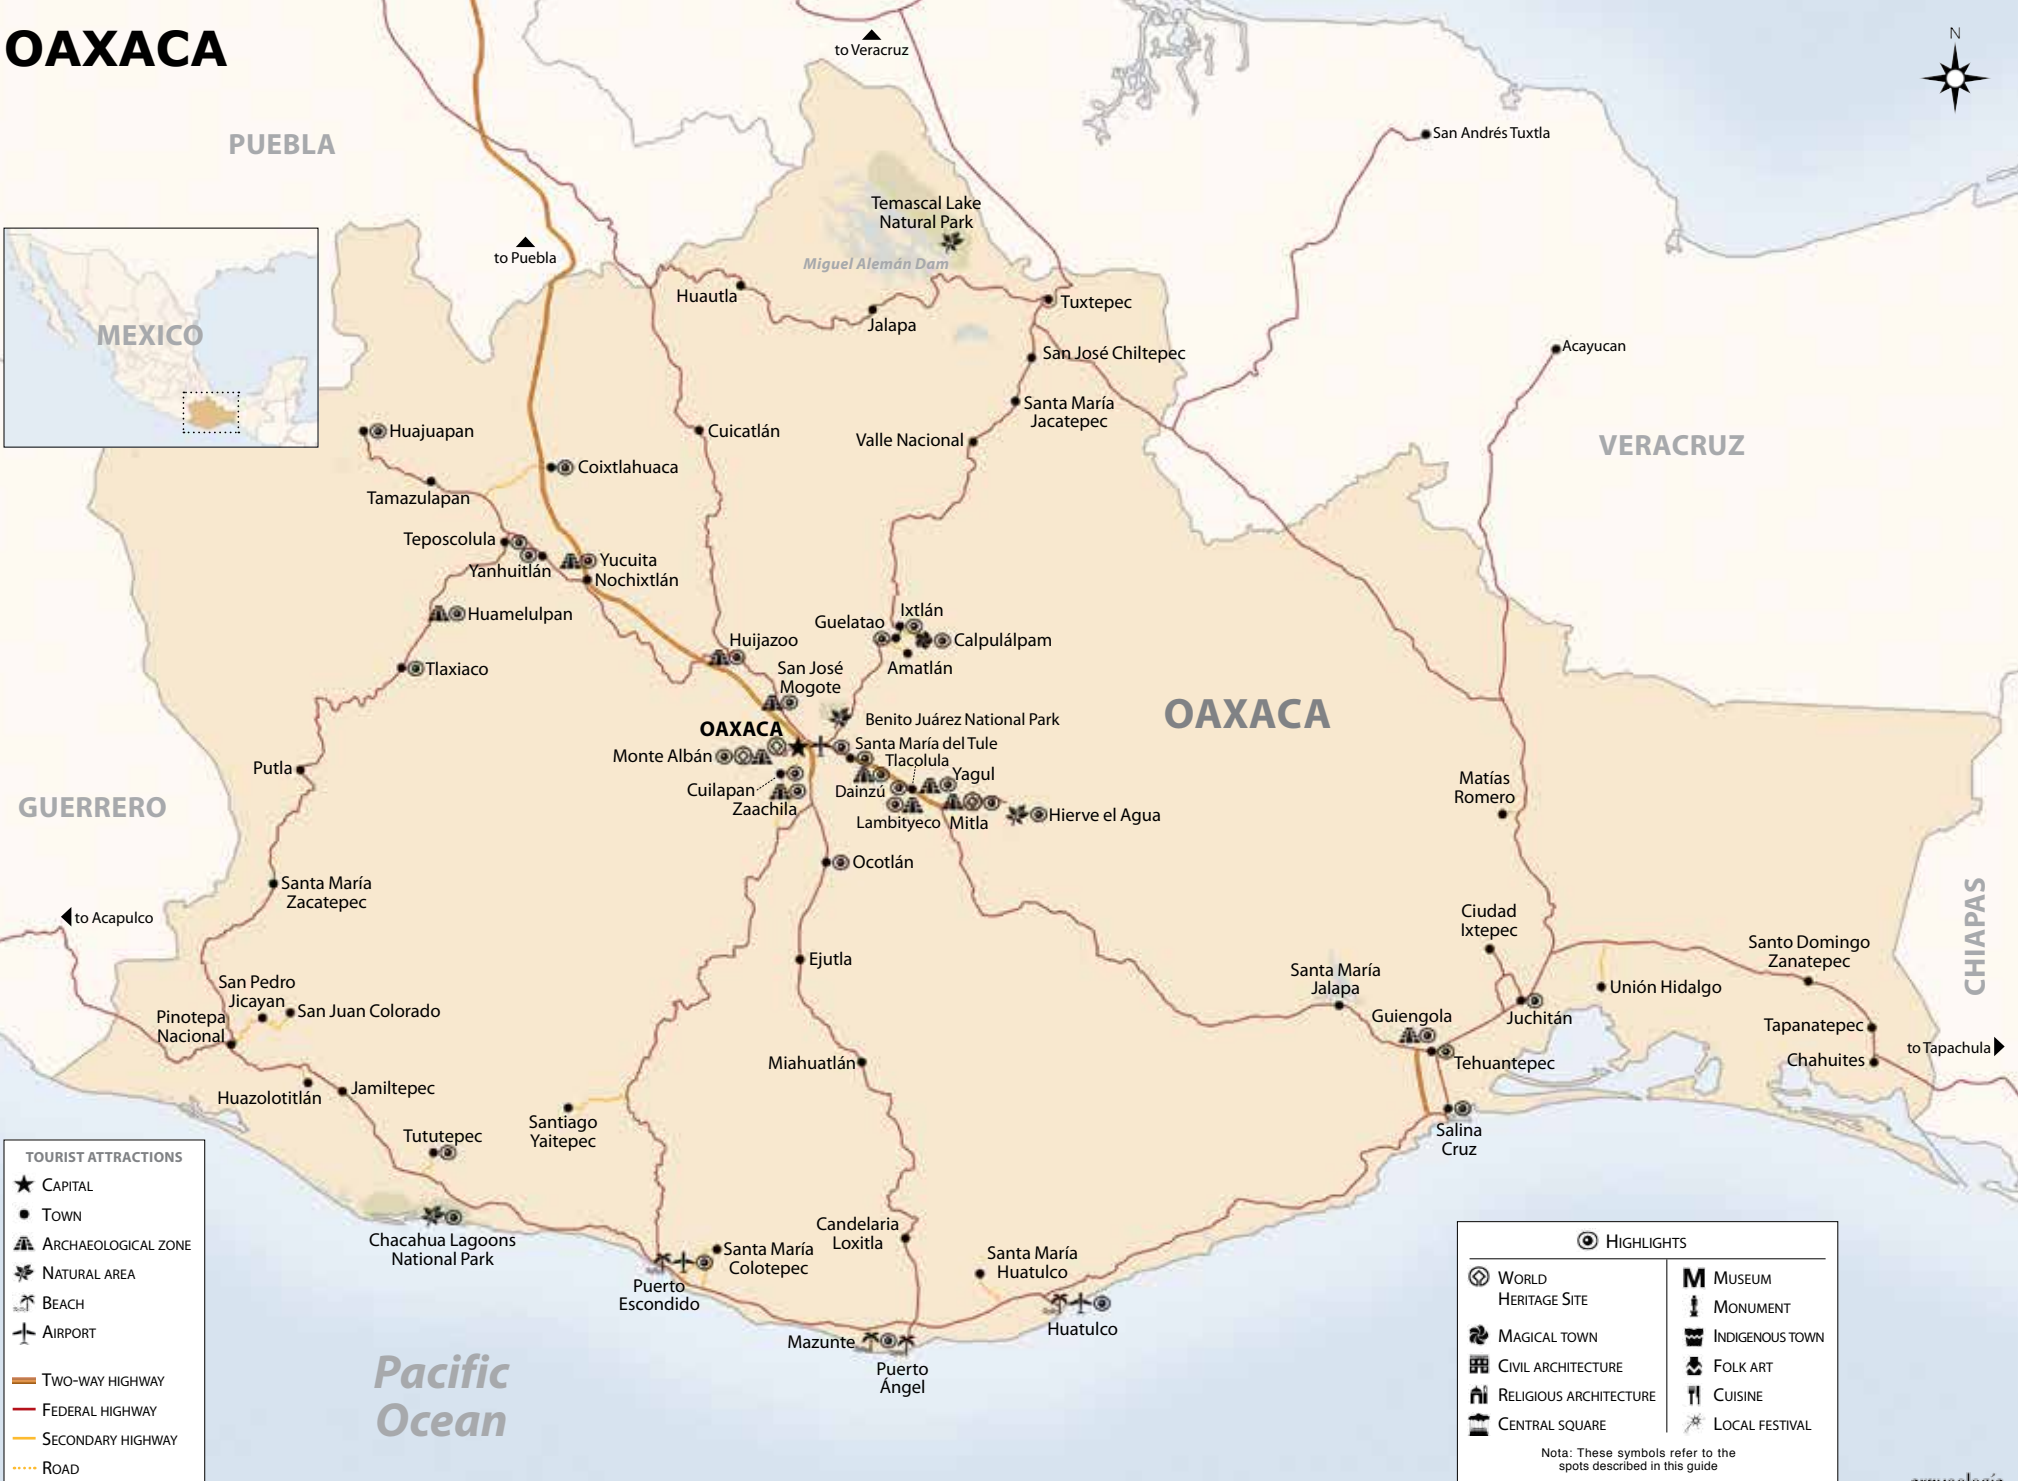 OAXACA
to Veracruz
N
PUEBLA
San Andrés Tuxtla
Temascal Lake
Natural Park
to Puebla
Miguel Alemán Dam
Huautla
Tuxtepec
Jalapa
MEXICO
San José Chiltepec
Acayucan
Santa María
Jacatepec
Huajuapan
Cuicatlán
Valle Nacional
VERACRUZ
Coixtlahuaca
Tamazulapan
Teposcolula
Yanhuitlán
Yucuita
Nochixtlán
Huamelulpan
Ixtlán
Guelatao
Calpulálpam
Amatlán
Huijazoo
Tlaxiaco
San José
Mogote
OAXACA
OAXACA
Benito Juárez National Park
Santa María del Tule
Monte Albán
Tlacolula
Yagul
Putla
Cuilapan
Dainzú
Matías
Romero
GUERRERO
Zaachila
Lambityeco
Mitla
Hierve el Agua
Ocotlán
Santa María
Zacatepec
CHIAPAS
to Acapulco
Ciudad
Ixtepec
Santo Domingo
Zanatepec
Ejutla
Santa María
Jalapa
San Pedro
Jicayan
San Juan Colorado
Unión Hidalgo
Pinotepa
Nacional
Guiengola
Juchitán
Tapanatepec
to Tapachula
Miahuatlán
Tehuantepec
Chahuites
Huazolotitlán
Jamiltepec
Santiago
Yaitepec
Tututepec
Salina
Cruz
Chacahua Lagoons
National Park
Candelaria
Loxitla
Santa María
Colotepec
Santa María
Huatulco
Puerto
Escondido
Huatulco
Mazunte
Puerto
Ángel
Pacific
Ocean
TOURIST ATTRACTIONS
CAPITAL
TOWN
ARCHAEOLOGICAL ZONE
NATURAL AREA
BEACH
AIRPORT
TWO-WAY HIGHWAY
FEDERAL HIGHWAY
SECONDARY HIGHWAY
ROAD
HIGHLIGHTS
WORLD
HERITAGE SITE
MAGICAL TOWN
CIVIL ARCHITECTURE
RELIGIOUS ARCHITECTURE
CENTRAL SQUARE
M MUSEUM
MONUMENT
INDIGENOUS TOWN
FOLK ART
CUISINE
LOCAL FESTIVAL
Nota: These symbols refer to the
spots described in this guide